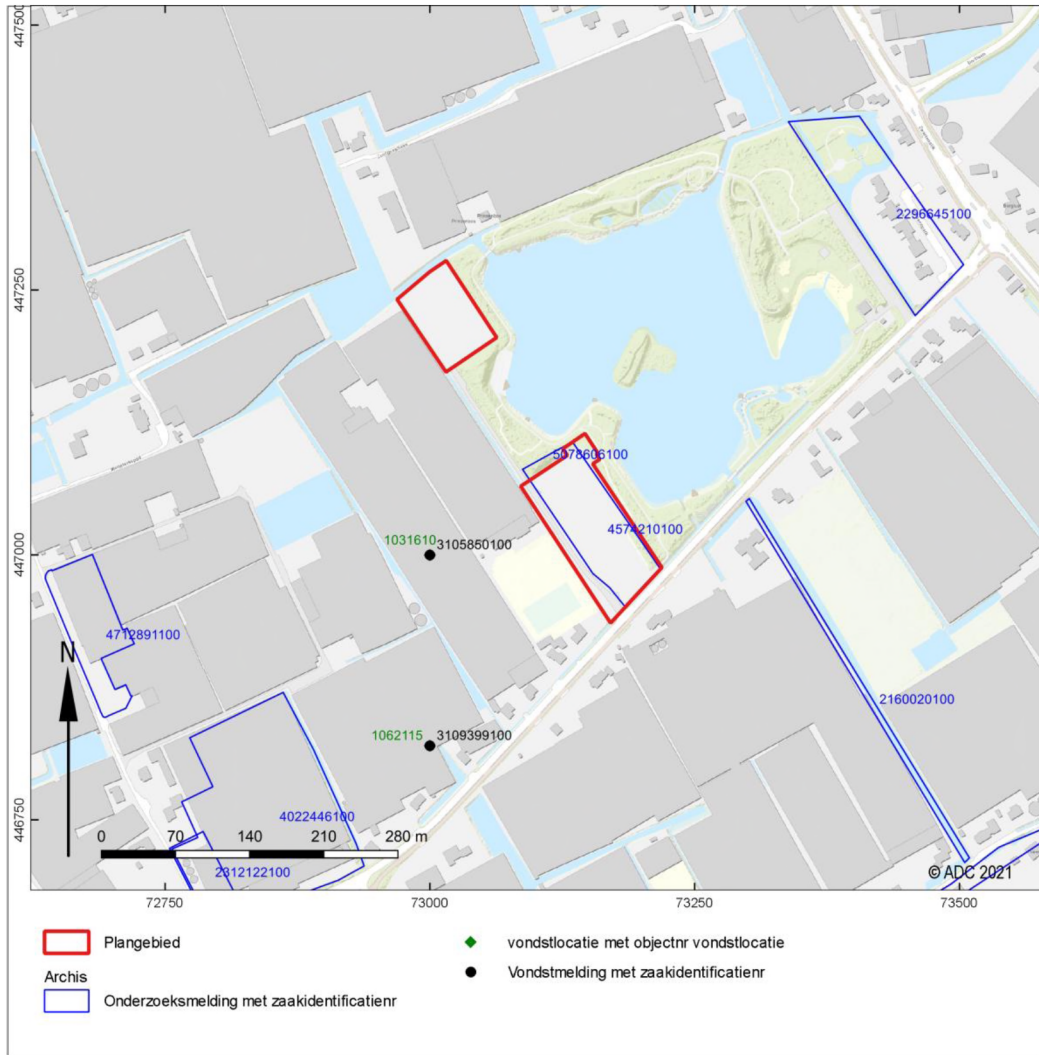 447500
447250
447000
446750
2296645100
5078606100
4574210100
1031610
3105850100
4712891100
N
2160020100
1062115
3109399100
4022446100
0 70 140 210 280 m
2312122100
© ADC 2021
72750 73000 73250 73500
Plangebied
vondstlocatie met objectnr vondstlocatie
Archis
Vondstmelding met zaakidentificatienr
Onderzoeksmelding met zaakidentificatienr